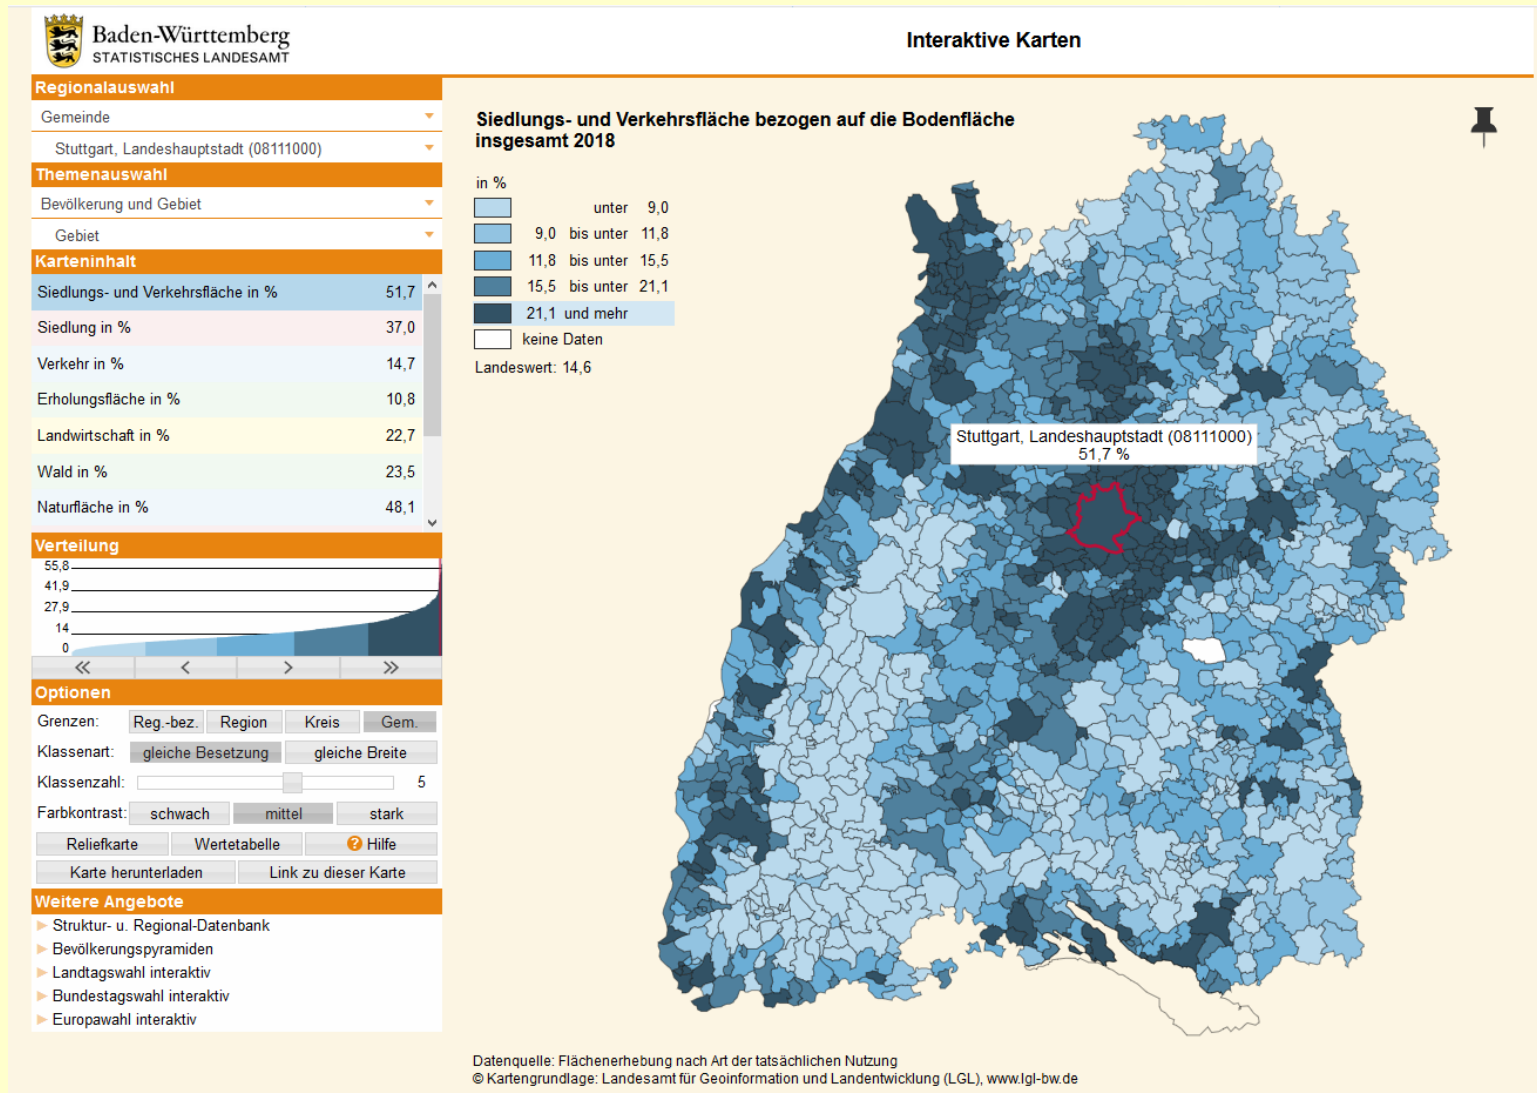 Baden-Württemberg
STATISTISCHES LANDESAMT
Interaktive Karten
Regionalauswahl
Gemeinde
Stuttgart, Landeshauptstadt (08111000)
Themenauswahl
Bevölkerung und Gebiet
Gebiet
Karteninhalt
Siedlungs- und Verkehrsfläche in % 51,7
Siedlung in % 37,0
Verkehr in % 14,7
Erholungsfläche in % 10,8
Landwirtschaft in % 22,7
Wald in % 23,5
Naturfläche in % 48,1
Verteilung
55,8
41,9
27,9
14
0
Optionen
Grenzen: Reg.-bez. Region Kreis Gem.
Klassenart: gleiche Besetzung gleiche Breite
Klassenzahl: 5
Farbkontrast: schwach mittel stark
Reliefkarte Wertetabelle ? Hilfe
Karte herunterladen Link zu dieser Karte
Weitere Angebote
Struktur- u. Regional-Datenbank
Bevölkerungspyramiden
Landtagswahl interaktiv
Bundestagswahl interaktiv
Europawahl interaktiv
Siedlungs- und Verkehrsfläche bezogen auf die Bodenfläche
insgesamt 2018
in %
unter 9,0
9,0 bis unter 11,8
11,8 bis unter 15,5
15,5 bis unter 21,1
21,1 und mehr
keine Daten
Landeswert: 14,6
Stuttgart, Landeshauptstadt (08111000)
51,7 %
Datenquelle: Flächenerhebung nach Art der tatsächlichen Nutzung
© Kartengrundlage: Landesamt für Geoinformation und Landentwicklung (LGL), www.lgl-bw.de